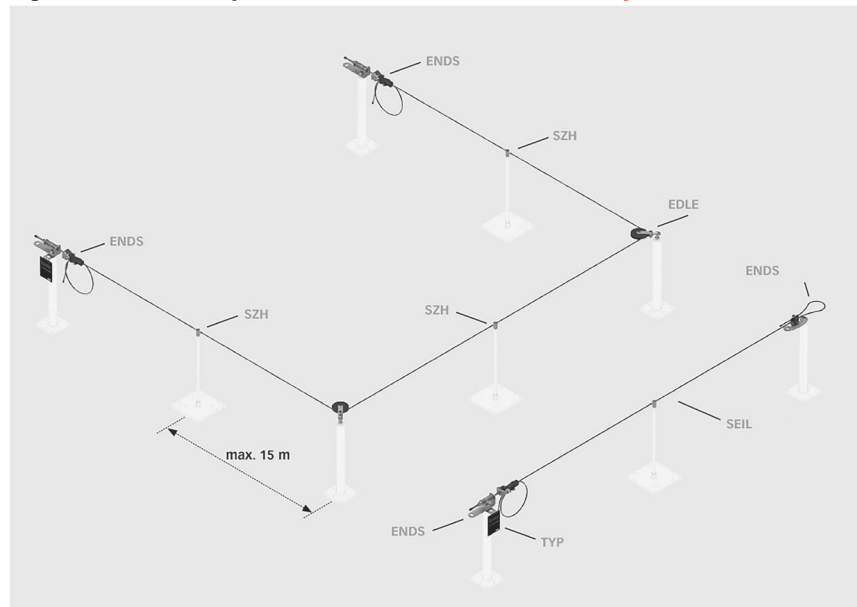 ENDS
SZH
EDLE
ENDS
ENDS
SZH
SZH
SEIL
max. 15 m
ENDS
TYP